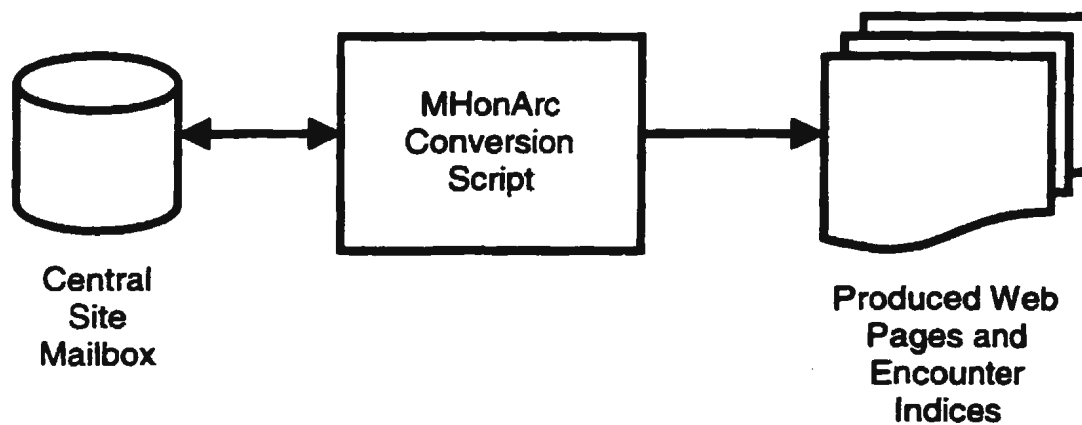 MHonArc
Conversion
Script
Central
Site
Mailbox
Produced Web
Pages and
Encounter
Indices